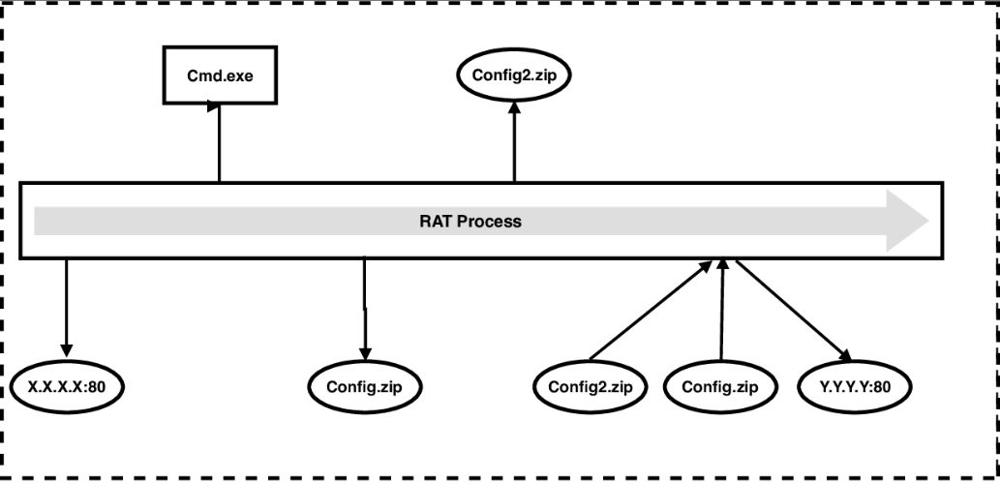 Cmd.exe
Config2.zip
RAT Process
X.X.X.X:80
Config.zip
Config2.zip
Config.zip
Y.Y.Y.Y:80